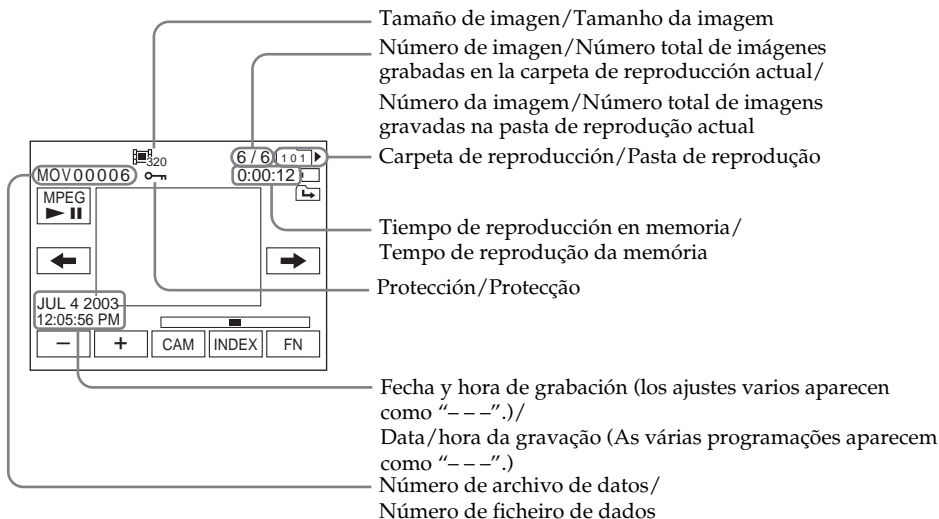 Tamaño de imagen/Tamanho da imagem
Número de imagen/Número total de imágenes
grabadas en la carpeta de reproducción actual/
Número da imagem/Número total de imagens
gravadas na pasta de reprodução actual
Carpeta de reproducción/Pasta de reprodução
320
6 / 6
101
MOV00006
0:00:12
MPEG
Tiempo de reproducción en memoria/
Tempo de reprodução da memória
Protección/Protecção
JUL 4 2003
12:05:56 PM
− + CAM INDEX FN
Fecha y hora de grabación (los ajustes varios aparecen
como “– – –”.)/
Data/hora da gravação (As várias programações aparecem
como “– – –”.)
Número de archivo de datos/
Número de ficheiro de dados